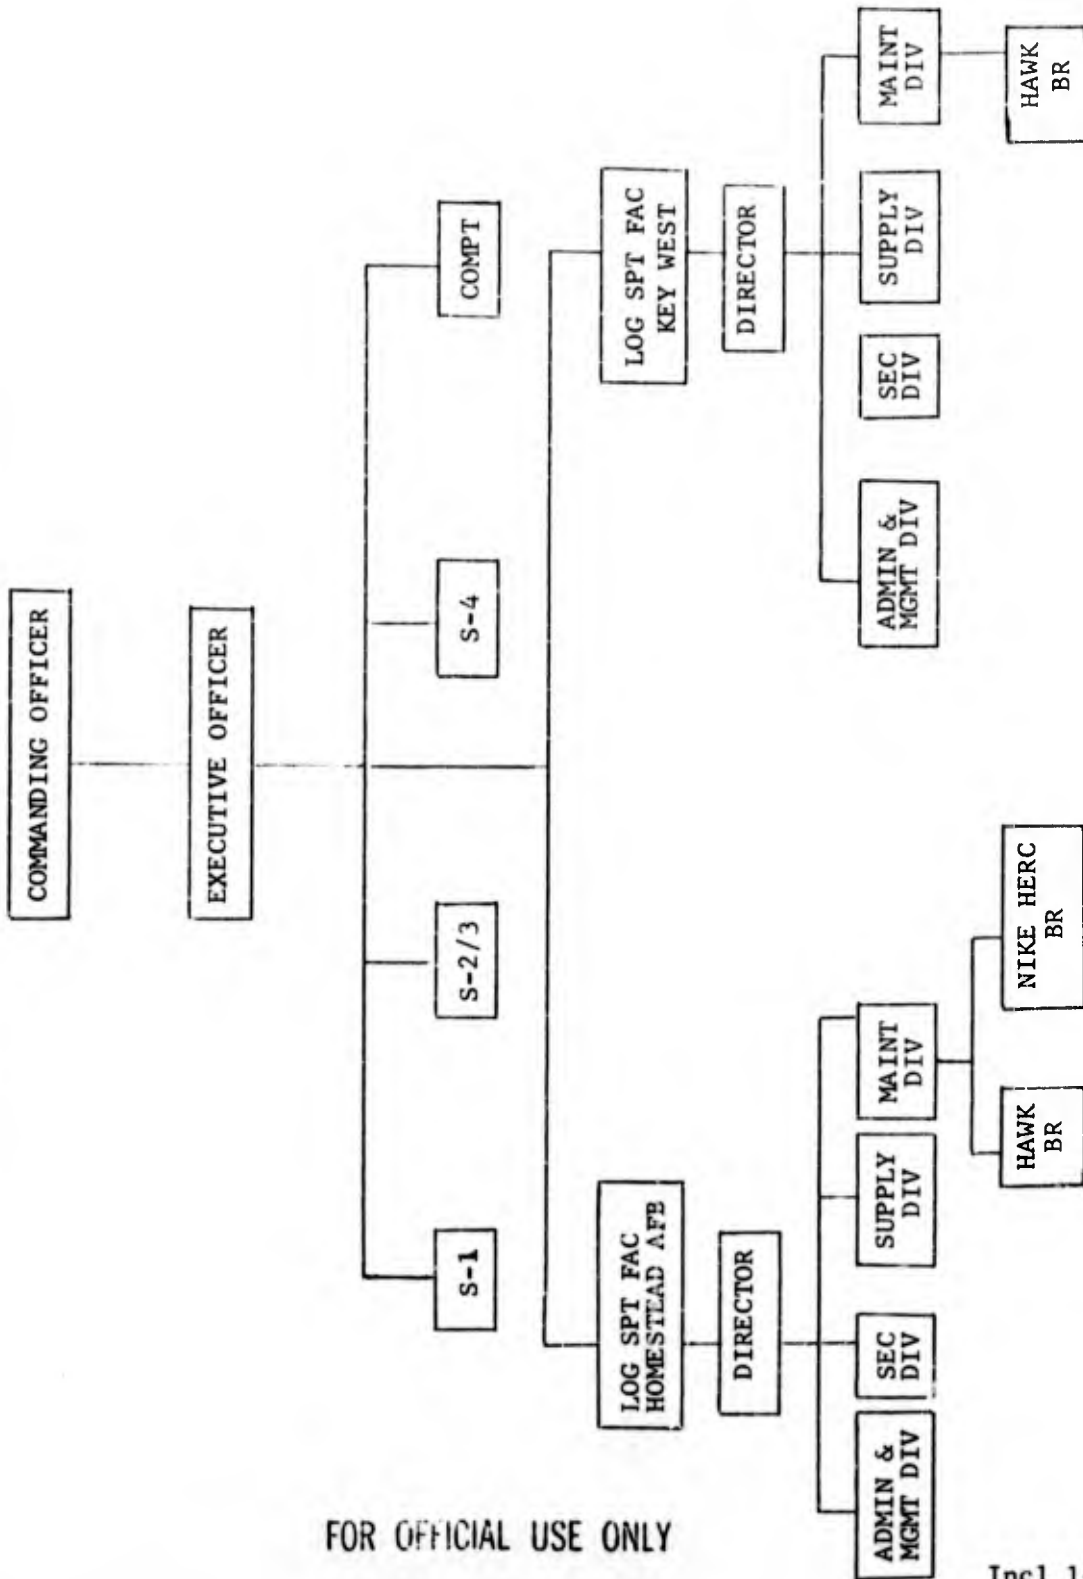 COMMANDING OFFICER
EXECUTIVE OFFICER
S-1
S-2/3
S-4
COMPT
LOG SPT FAC
HOMESTEAD AFB
LOG SPT FAC
KEY WEST
DIRECTOR
DIRECTOR
ADMIN &
MGMT DIV
SEC
DIV
SUPPLY
DIV
MAINT
DIV
ADMIN &
MGMT DIV
SEC
DIV
SUPPLY
DIV
MAINT
DIV
HAWK
BR
NIKE HERC
BR
HAWK
BR
FOR OFFICIAL USE ONLY
Incl 1